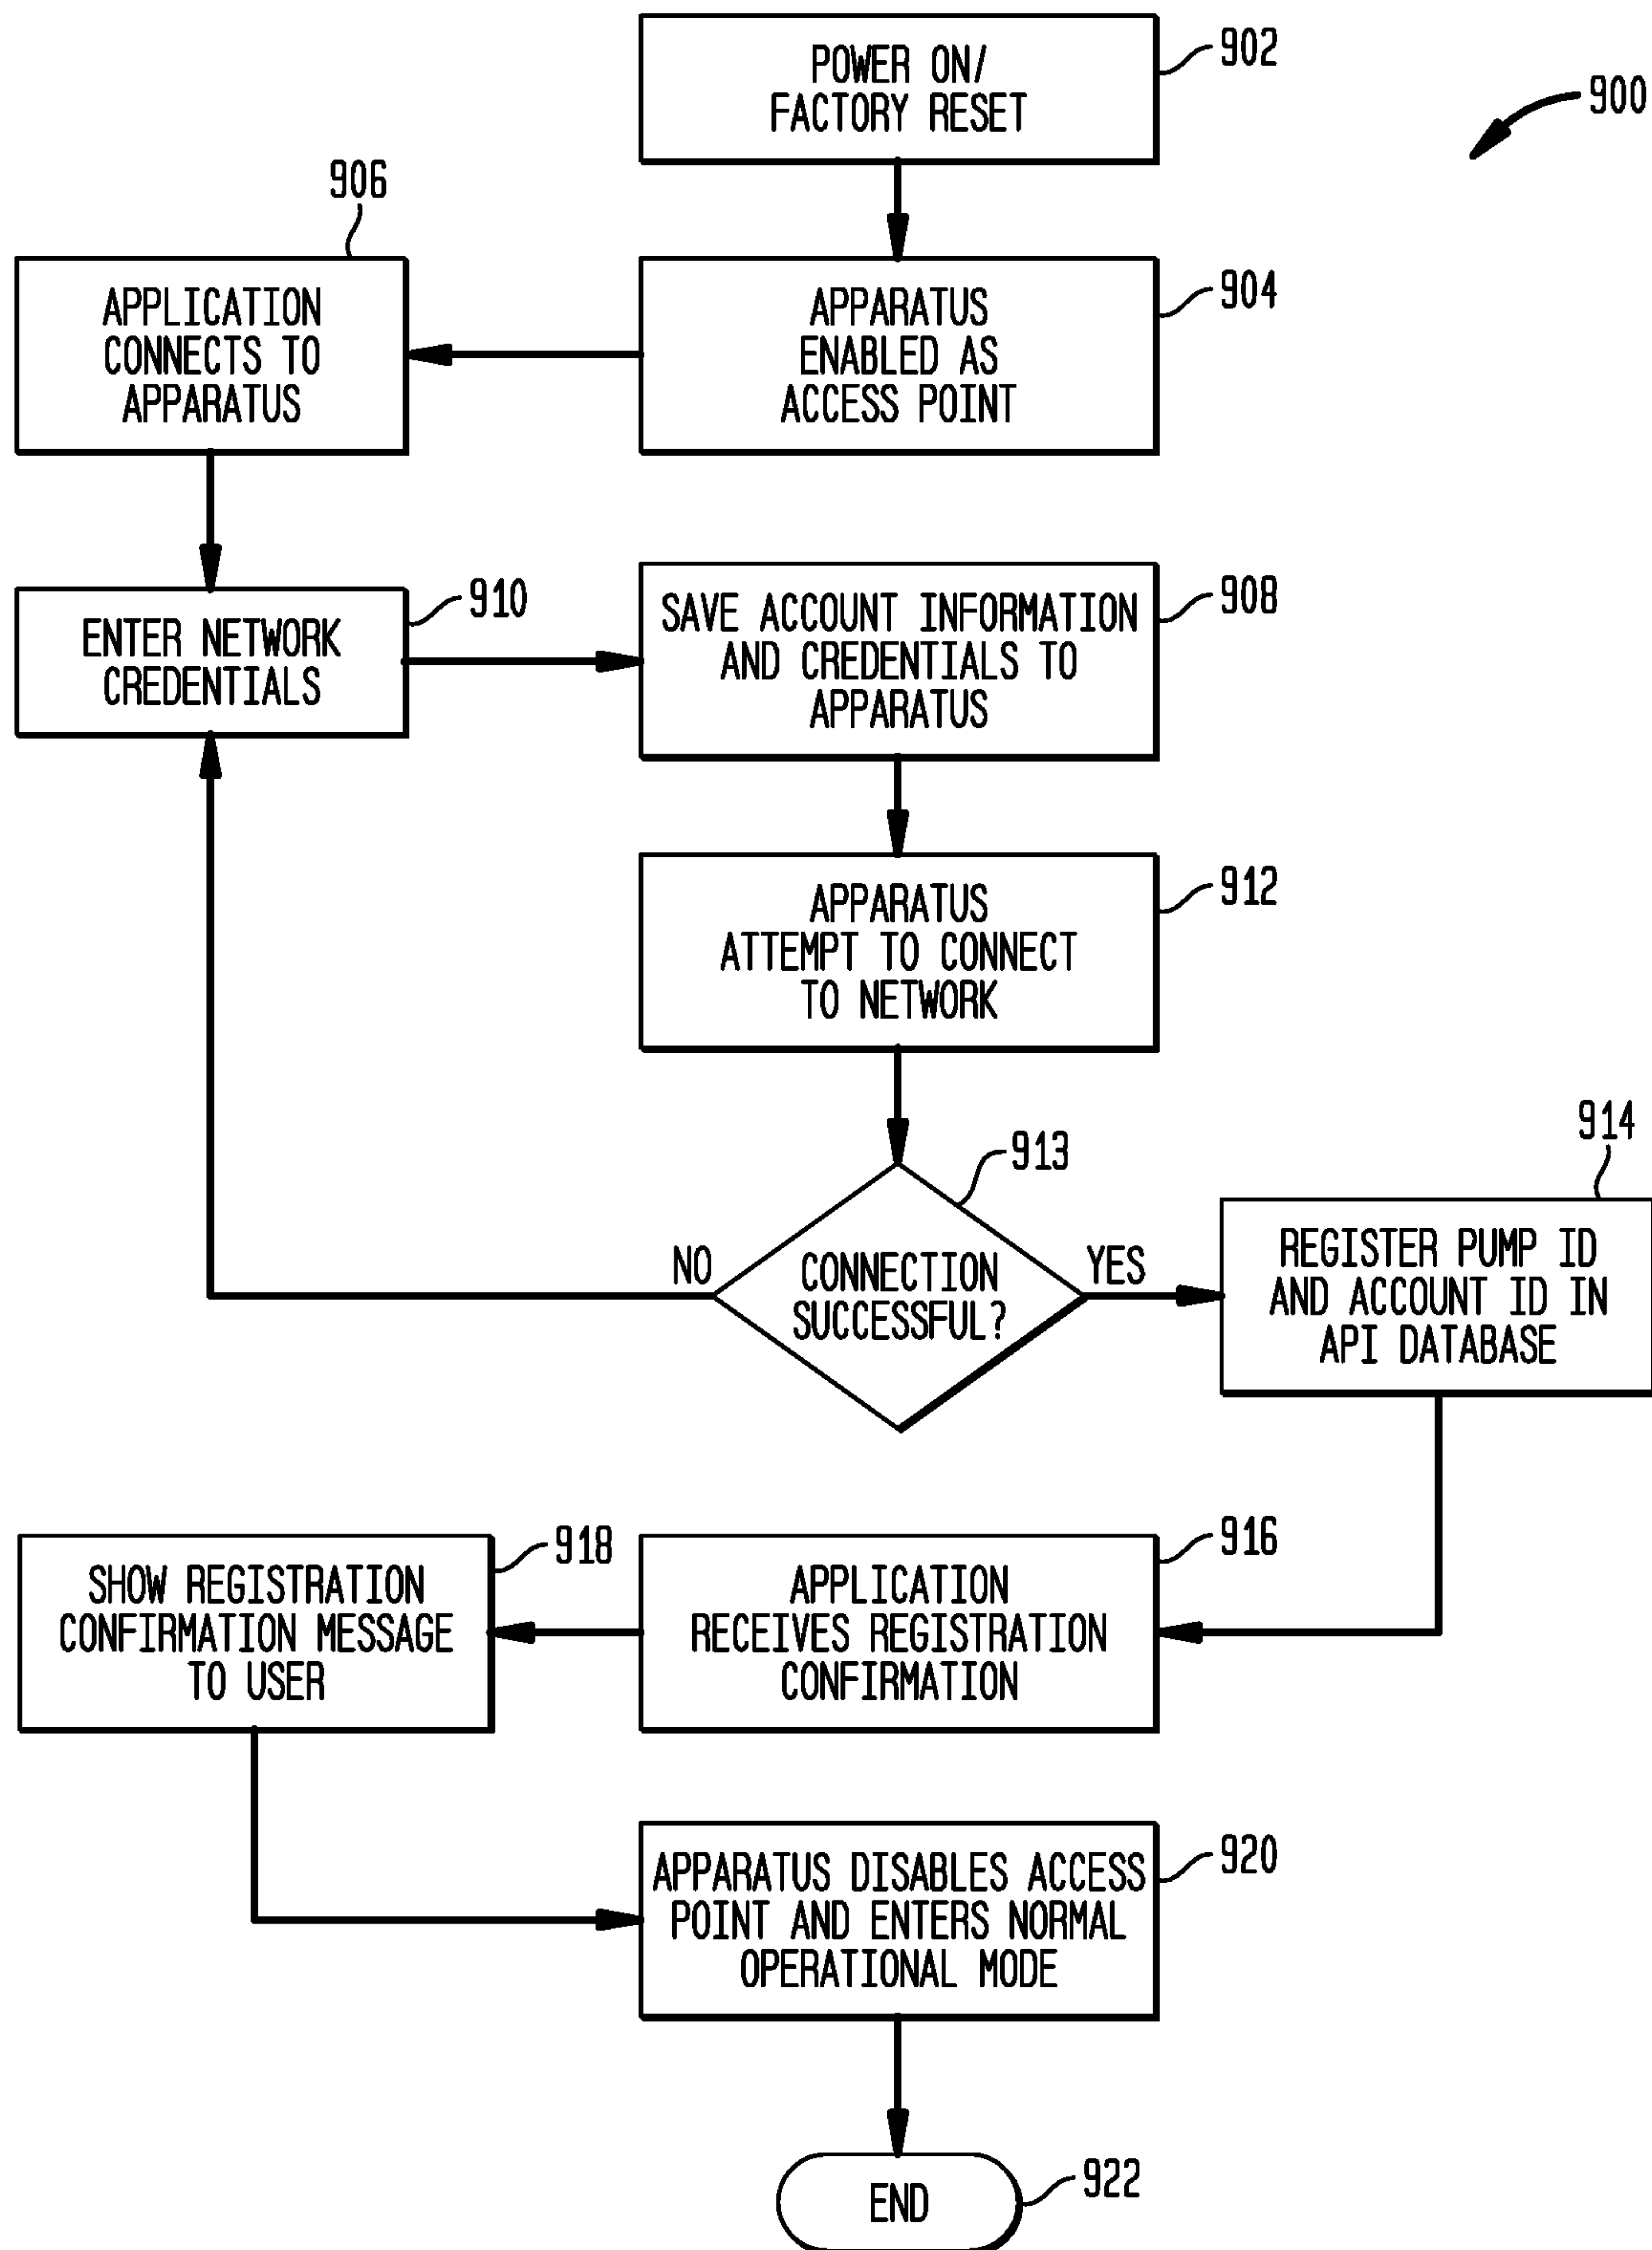 POWER ON/
FACTORY RESET
902
900
906
APPLICATION
CONNECTS TO
APPARATUS
APPARATUS
ENABLED AS
ACCESS POINT
904
ENTER NETWORK
CREDENTIALS
910
SAVE ACCOUNT INFORMATION
AND CREDENTIALS TO
APPARATUS
908
APPARATUS
ATTEMPT TO CONNECT
TO NETWORK
912
913
CONNECTION
SUCCESSFUL?
NO
YES
914
REGISTER PUMP ID
AND ACCOUNT ID IN
API DATABASE
APPLICATION
RECEIVES REGISTRATION
CONFIRMATION
916
SHOW REGISTRATION
CONFIRMATION MESSAGE
TO USER
918
APPARATUS DISABLES ACCESS
POINT AND ENTERS NORMAL
OPERATIONAL MODE
920
END
922